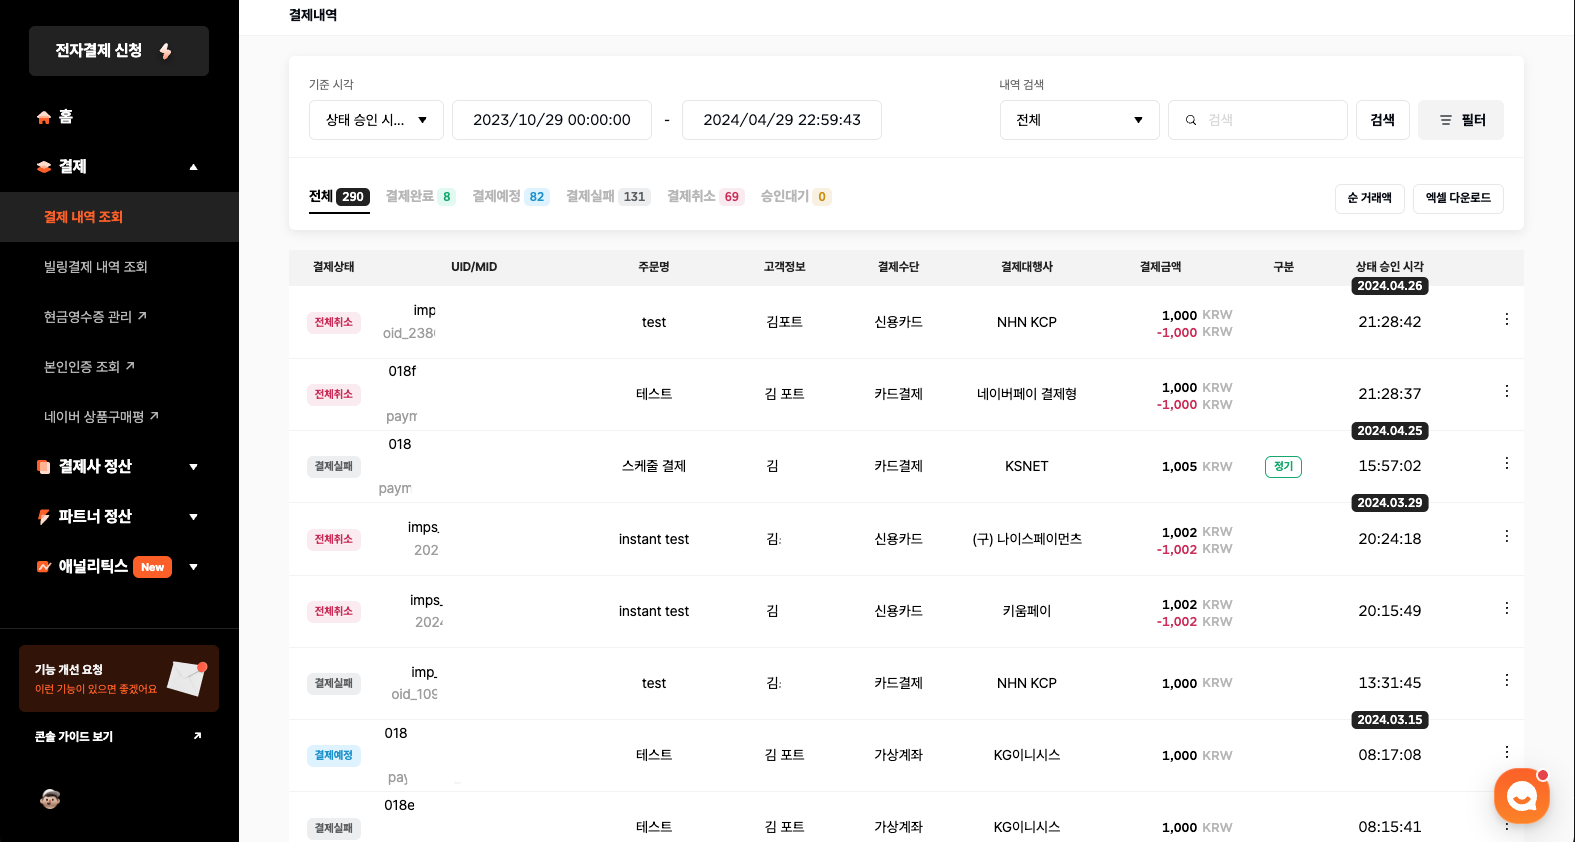 전자결제 신청
홈
결제
결제 내역 조회
빌링결제 내역 조회
현금영수증 관리
본인인증 조회
네이버 상품구매평
결제사 정산
파트너 정산
애널리틱스 New
기능 개선 요청
이런 기능이 있으면 좋겠어요
콘솔 가이드 보기
결제내역
기준 시각
내역 검색
상태 승인 시... 2023/10/29 00:00:00 - 2024/04/29 22:59:43 전체 검색 검색 필터
전체 290 결제완료 8 결제예정 82 결제실패 131 결제취소 69 승인대기 0 순 거래액 엑셀 다운로드
결제상태 UID/MID 주문명 고객정보 결제수단 결제대행사 결제금액 구분 상태 승인 시각
2024.04.26
전체취소 imp test 김포트 신용카드 NHN KCP 1,000 KRW 21:28:42
oid_238 -1,000 KRW
018f
전체취소 테스트 김 포트 카드결제 네이버페이 결제형 1,000 KRW 21:28:37
paym -1,000 KRW
2024.04.25
018
결제실패 스케줄 결제 김 카드결제 KSNET 1,005 KRW 정기 15:57:02
paym
2024.03.29
전체취소 imps_ instant test 김 신용카드 (구) 나이스페이먼츠 1,002 KRW 20:24:18
202 -1,002 KRW
전체취소 imps_ instant test 김 신용카드 키움페이 1,002 KRW 20:15:49
2024 -1,002 KRW
결제실패 imp_ test 김 카드결제 NHN KCP 1,000 KRW 13:31:45
oid_109
2024.03.15
018
결제예정 테스트 김 포트 가상계좌 KG이니시스 1,000 KRW 08:17:08
pay
018e
결제실패 테스트 김 포트 가상계좌 KG이니시스 1,000 KRW 08:15:41